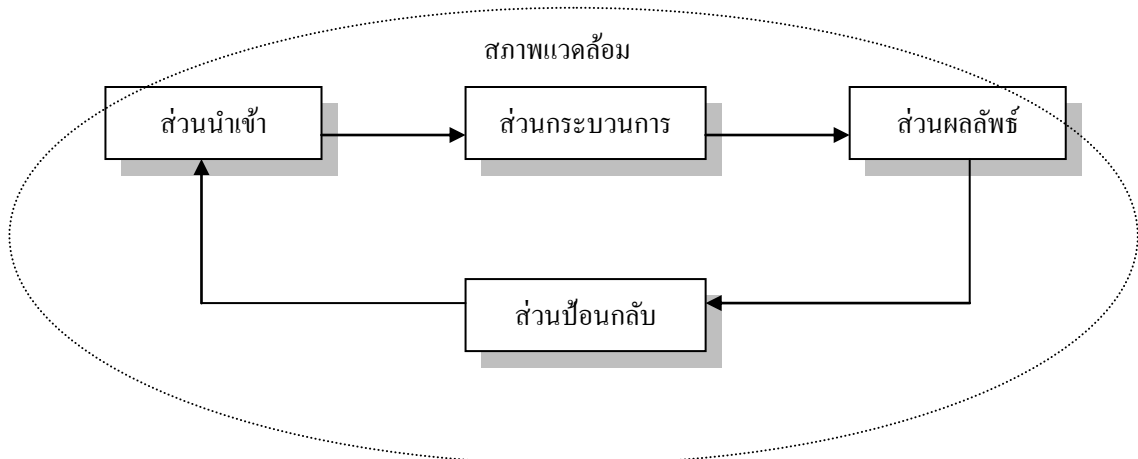 สภาพแวดล้อม
ส่วนนำเข้า
ส่วนกระบวนการ
ส่วนผลลัพธ์
ส่วนป้อนกลับ